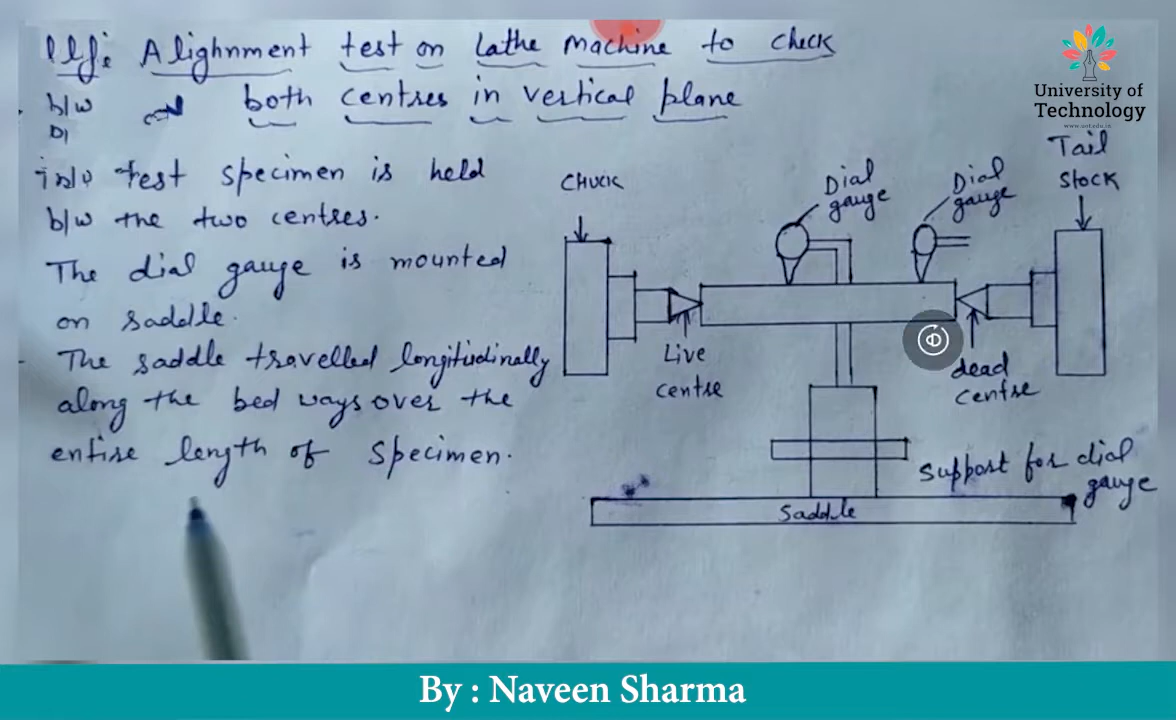 Alighnment test on Lathe Machine to check
b/w both centres in vertical plane
test specimen is held
b/w the two centres.
The dial gauge is mounted
on saddle.
The saddle travelled longitudinally
along the bed ways over the
entire length of specimen.
CHUCK
Dial
gauge
Dial
gauge
Tail
Stock
Live
centre
dead
centre
Support for dial
gauge
Saddle
University of
Technology
By : Naveen Sharma